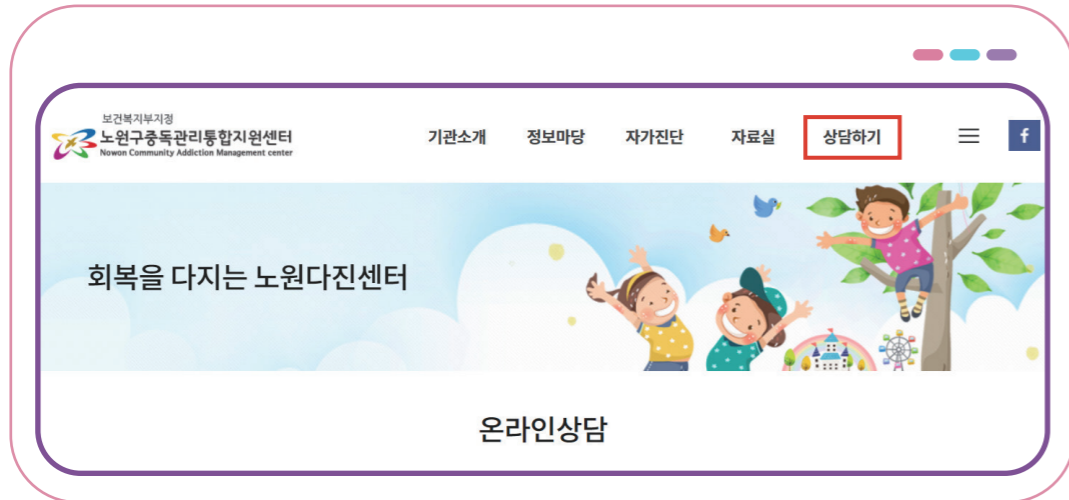 보건복지부지정
노원구중독관리통합지원센터
Nowon Community Addiction Management center
기관소개 정보마당 자가진단 자료실 상담하기
f
회복을 다지는 노원다진센터
온라인상담